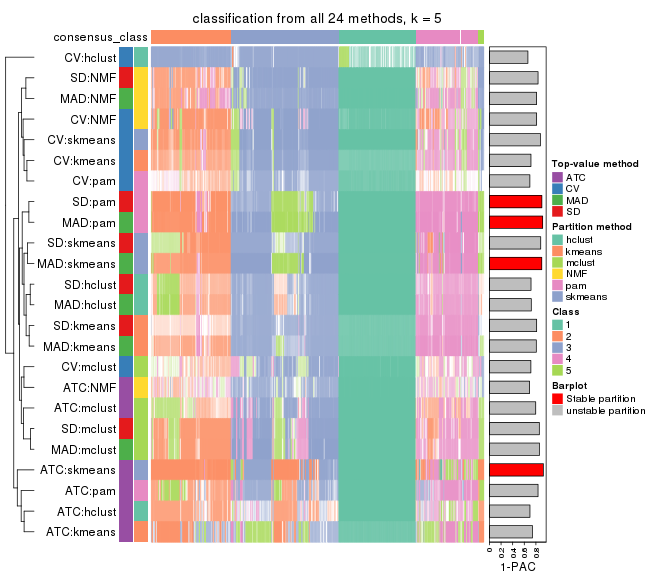 classification from all 24 methods, k = 5
consensus_class
CV:hclust
SD:NMF
MAD:NMF
CV:NMF
CV:skmeans
CV:kmeans
CV:pam
SD:pam
MAD:pam
SD:skmeans
MAD:skmeans
SD:hclust
MAD:hclust
SD:kmeans
MAD:kmeans
CV:mclust
ATC:NMF
ATC:mclust
SD:mclust
MAD:mclust
ATC:skmeans
ATC:pam
ATC:hclust
ATC:kmeans
0
0.2
0.4
0.6
0.8
1-PAC
Top-value method
ATC
CV
MAD
SD
Partition method
hclust
kmeans
mclust
NMF
pam
skmeans
Class
1
2
3
4
5
Barplot
Stable partition
unstable partition